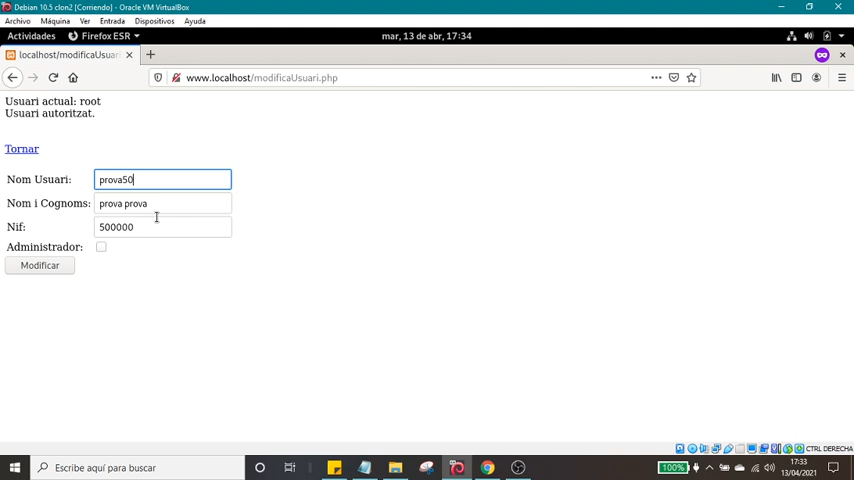 Debian 10.5 clon2 [Corriendo] - Oracle VM VirtualBox
Archivo Máquina Ver Entrada Dispositivos Ayuda
Actividades Firefox ESR mar, 13 de abr, 17:34
localhost/modificaUsuari
www.localhost/modificaUsuari.php
Usuari actual: root
Usuari autoritzat.
Tornar
Nom Usuari: prova50
Nom i Cognoms: prova prova
Nif: 500000
Administrador:
Modificar
CTRL DERECHA
Escribe aquí para buscar
100%
17:33
13/04/2021